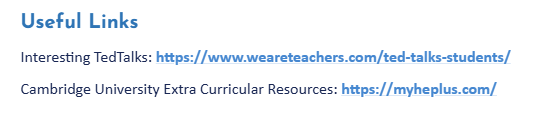 Useful Links
Interesting TedTalks: https://www.weareteachers.com/ted-talks-students/
Cambridge University Extra Curricular Resources: https://myheplus.com/